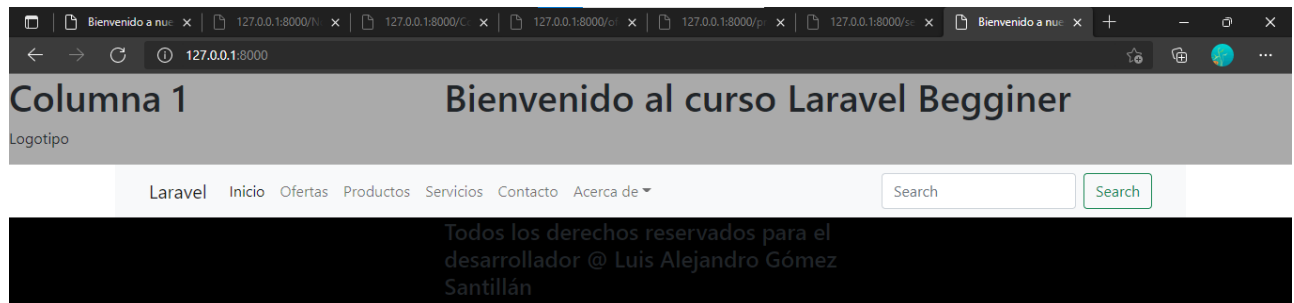 Bienvenido a nue
127.0.0.1:8000/N
127.0.0.1:8000/Co
127.0.0.1:8000/of
127.0.0.1:8000/pr
127.0.0.1:8000/se
Bienvenido a nue
127.0.0.1:8000
Columna 1
Bienvenido al curso Laravel Begginer
Logotipo
Laravel Inicio Ofertas Productos Servicios Contacto Acerca de Search Search
Todos los derechos reservados para el
desarrollador @ Luis Alejandro Gómez
Santillán